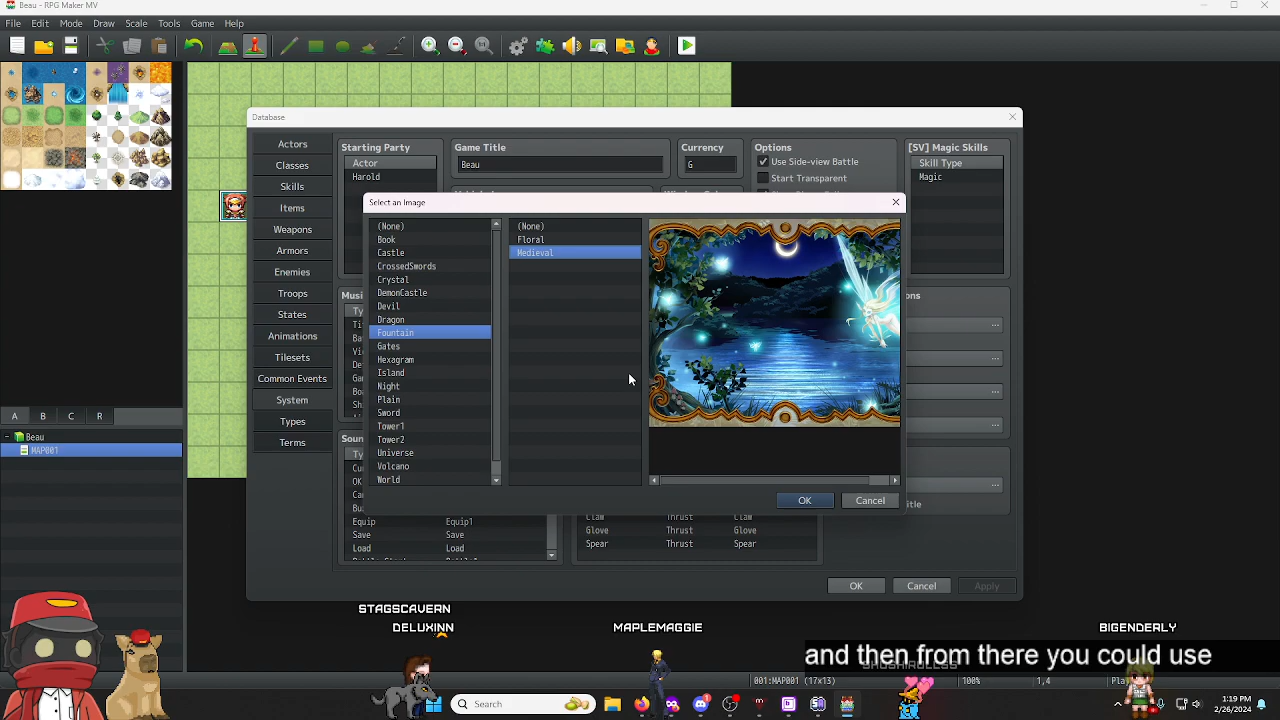 Beau - RPG Maker MV
File Edit Mode Draw Scale Tools Game Help
Database
Actors
Classes
Skills
Items
Weapons
Armors
Enemies
Troops
States
Animations
Tilesets
Common Events
System
Types
Terms
Starting Party
Actor
Harold
Game Title
Beau
Currency
G
Options
Use Side-view Battle
Start Transparent
[SV] Magic Skills
Skill Type
Magic
Select an Image
(None)
Book
Castle
CrossedSwords
Crystal
DemonCastle
Devil
Dragon
Fountain
Gates
Hexagram
Island
Night
Plain
Sword
Tower1
Tower2
Universe
Volcano
World
(None)
Floral
Medieval
OK Cancel
Equip Equip1
Save Save
Load Load
Claw Thrust Claw
Glove Thrust Glove
Spear Thrust Spear
OK Cancel Apply
A B C R
Beau
MAP001
STAGSCAVERN
DELUXINN
MAPLEMAGGIE
BIGENDERLY
and then from there you could use
001:MAP001 (17x13) 100% 1,4
Search
1:19 PM
2/26/2024